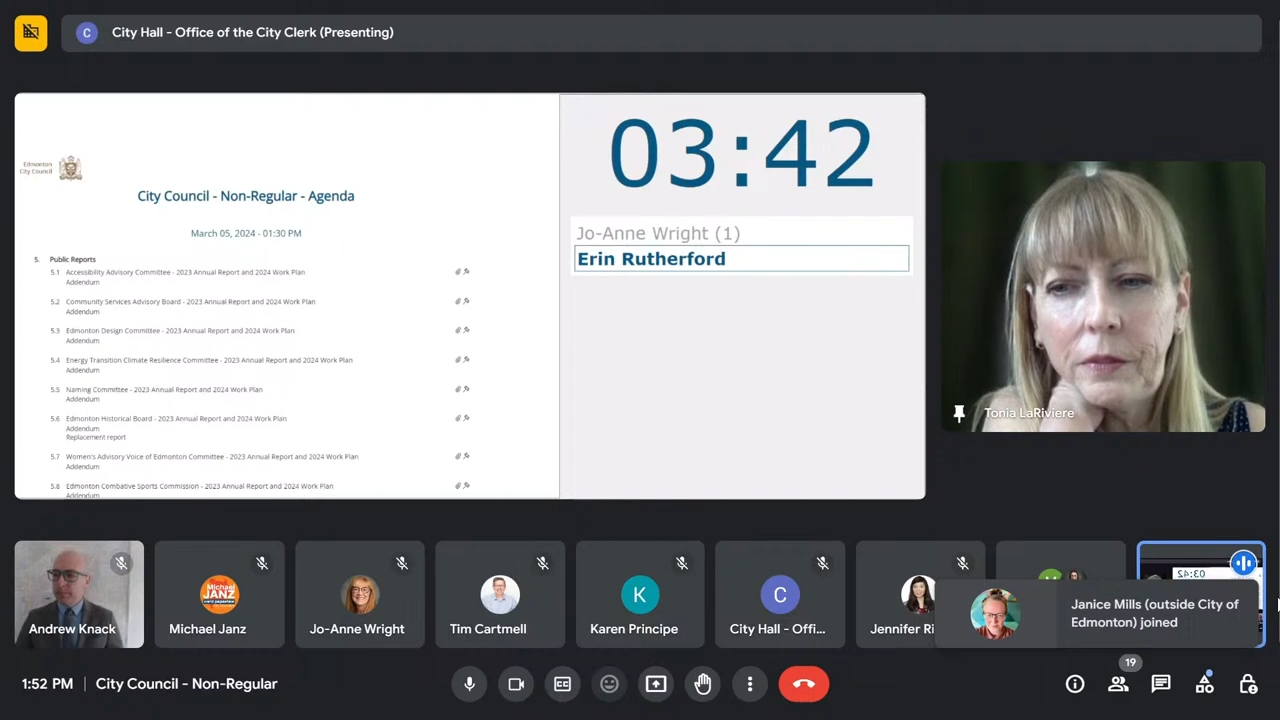 C City Hall - Office of the City Clerk (Presenting)
Edmonton
City Council
City Council - Non-Regular - Agenda
March 05, 2024 - 01:30 PM
5. Public Reports
5.1 Accessibility Advisory Committee - 2023 Annual Report and 2024 Work Plan
Addendum
5.2 Community Services Advisory Board - 2023 Annual Report and 2024 Work Plan
Addendum
5.3 Edmonton Design Committee - 2023 Annual Report and 2024 Work Plan
Addendum
5.4 Energy Transition Climate Resilience Committee - 2023 Annual Report and 2024 Work Plan
Addendum
5.5 Naming Committee - 2023 Annual Report and 2024 Work Plan
Addendum
5.6 Edmonton Historical Board - 2023 Annual Report and 2024 Work Plan
Addendum
Replacement report
5.7 Women's Advisory Voice of Edmonton Committee - 2023 Annual Report and 2024 Work Plan
Addendum
5.8 Edmonton Combative Sports Commission - 2023 Annual Report and 2024 Work Plan
Addendum
03:42
Jo-Anne Wright (1)
Erin Rutherford
Tonia LaRiviere
Andrew Knack
Michael JANZ
Michael Janz
Jo-Anne Wright
Tim Cartmell
K
Karen Principe
C
City Hall - Offi...
Jennifer Ri
03:42
Janice Mills (outside City of
Edmonton) joined
1:52 PM | City Council - Non-Regular
19